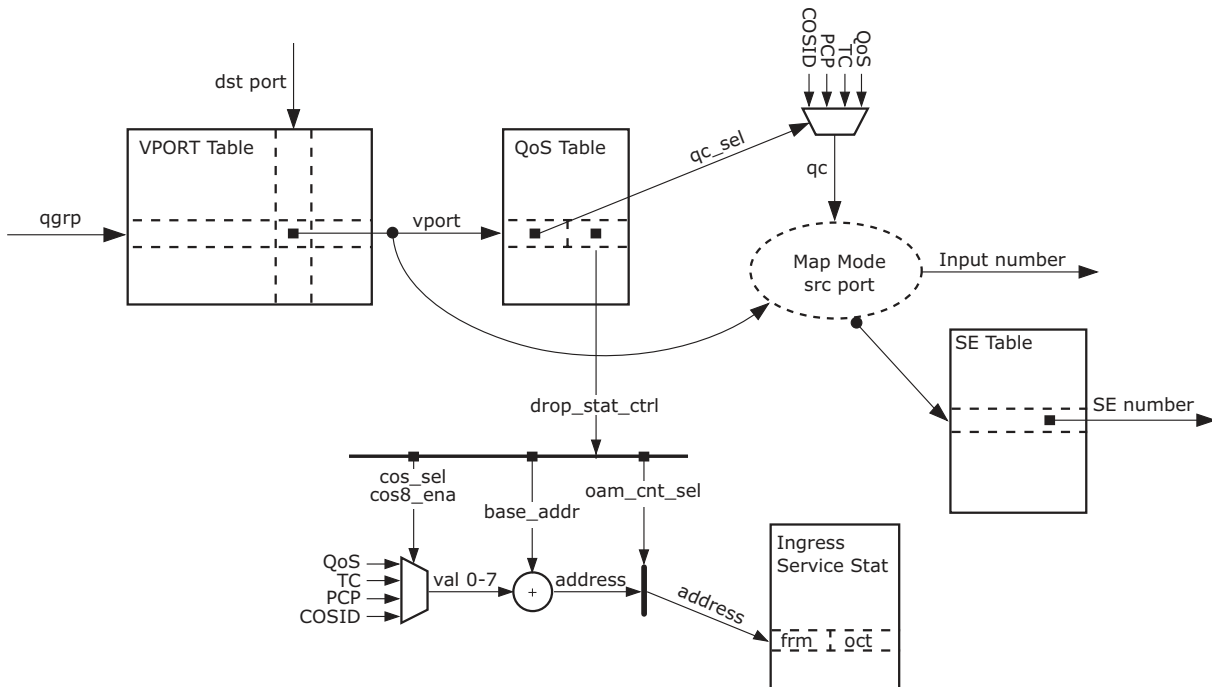 COSID
PCP
TC
QoS
dst port
VPORT Table
QoS Table
qc_sel
qc
qgrp
vport
Map Mode
src port
Input number
SE Table
SE number
drop_stat_ctrl
cos_sel
cos8_ena
base_addr
oam_cnt_sel
Ingress
Service Stat
QoS
TC
PCP
COSID
val 0-7
+
address
address
frm
oct